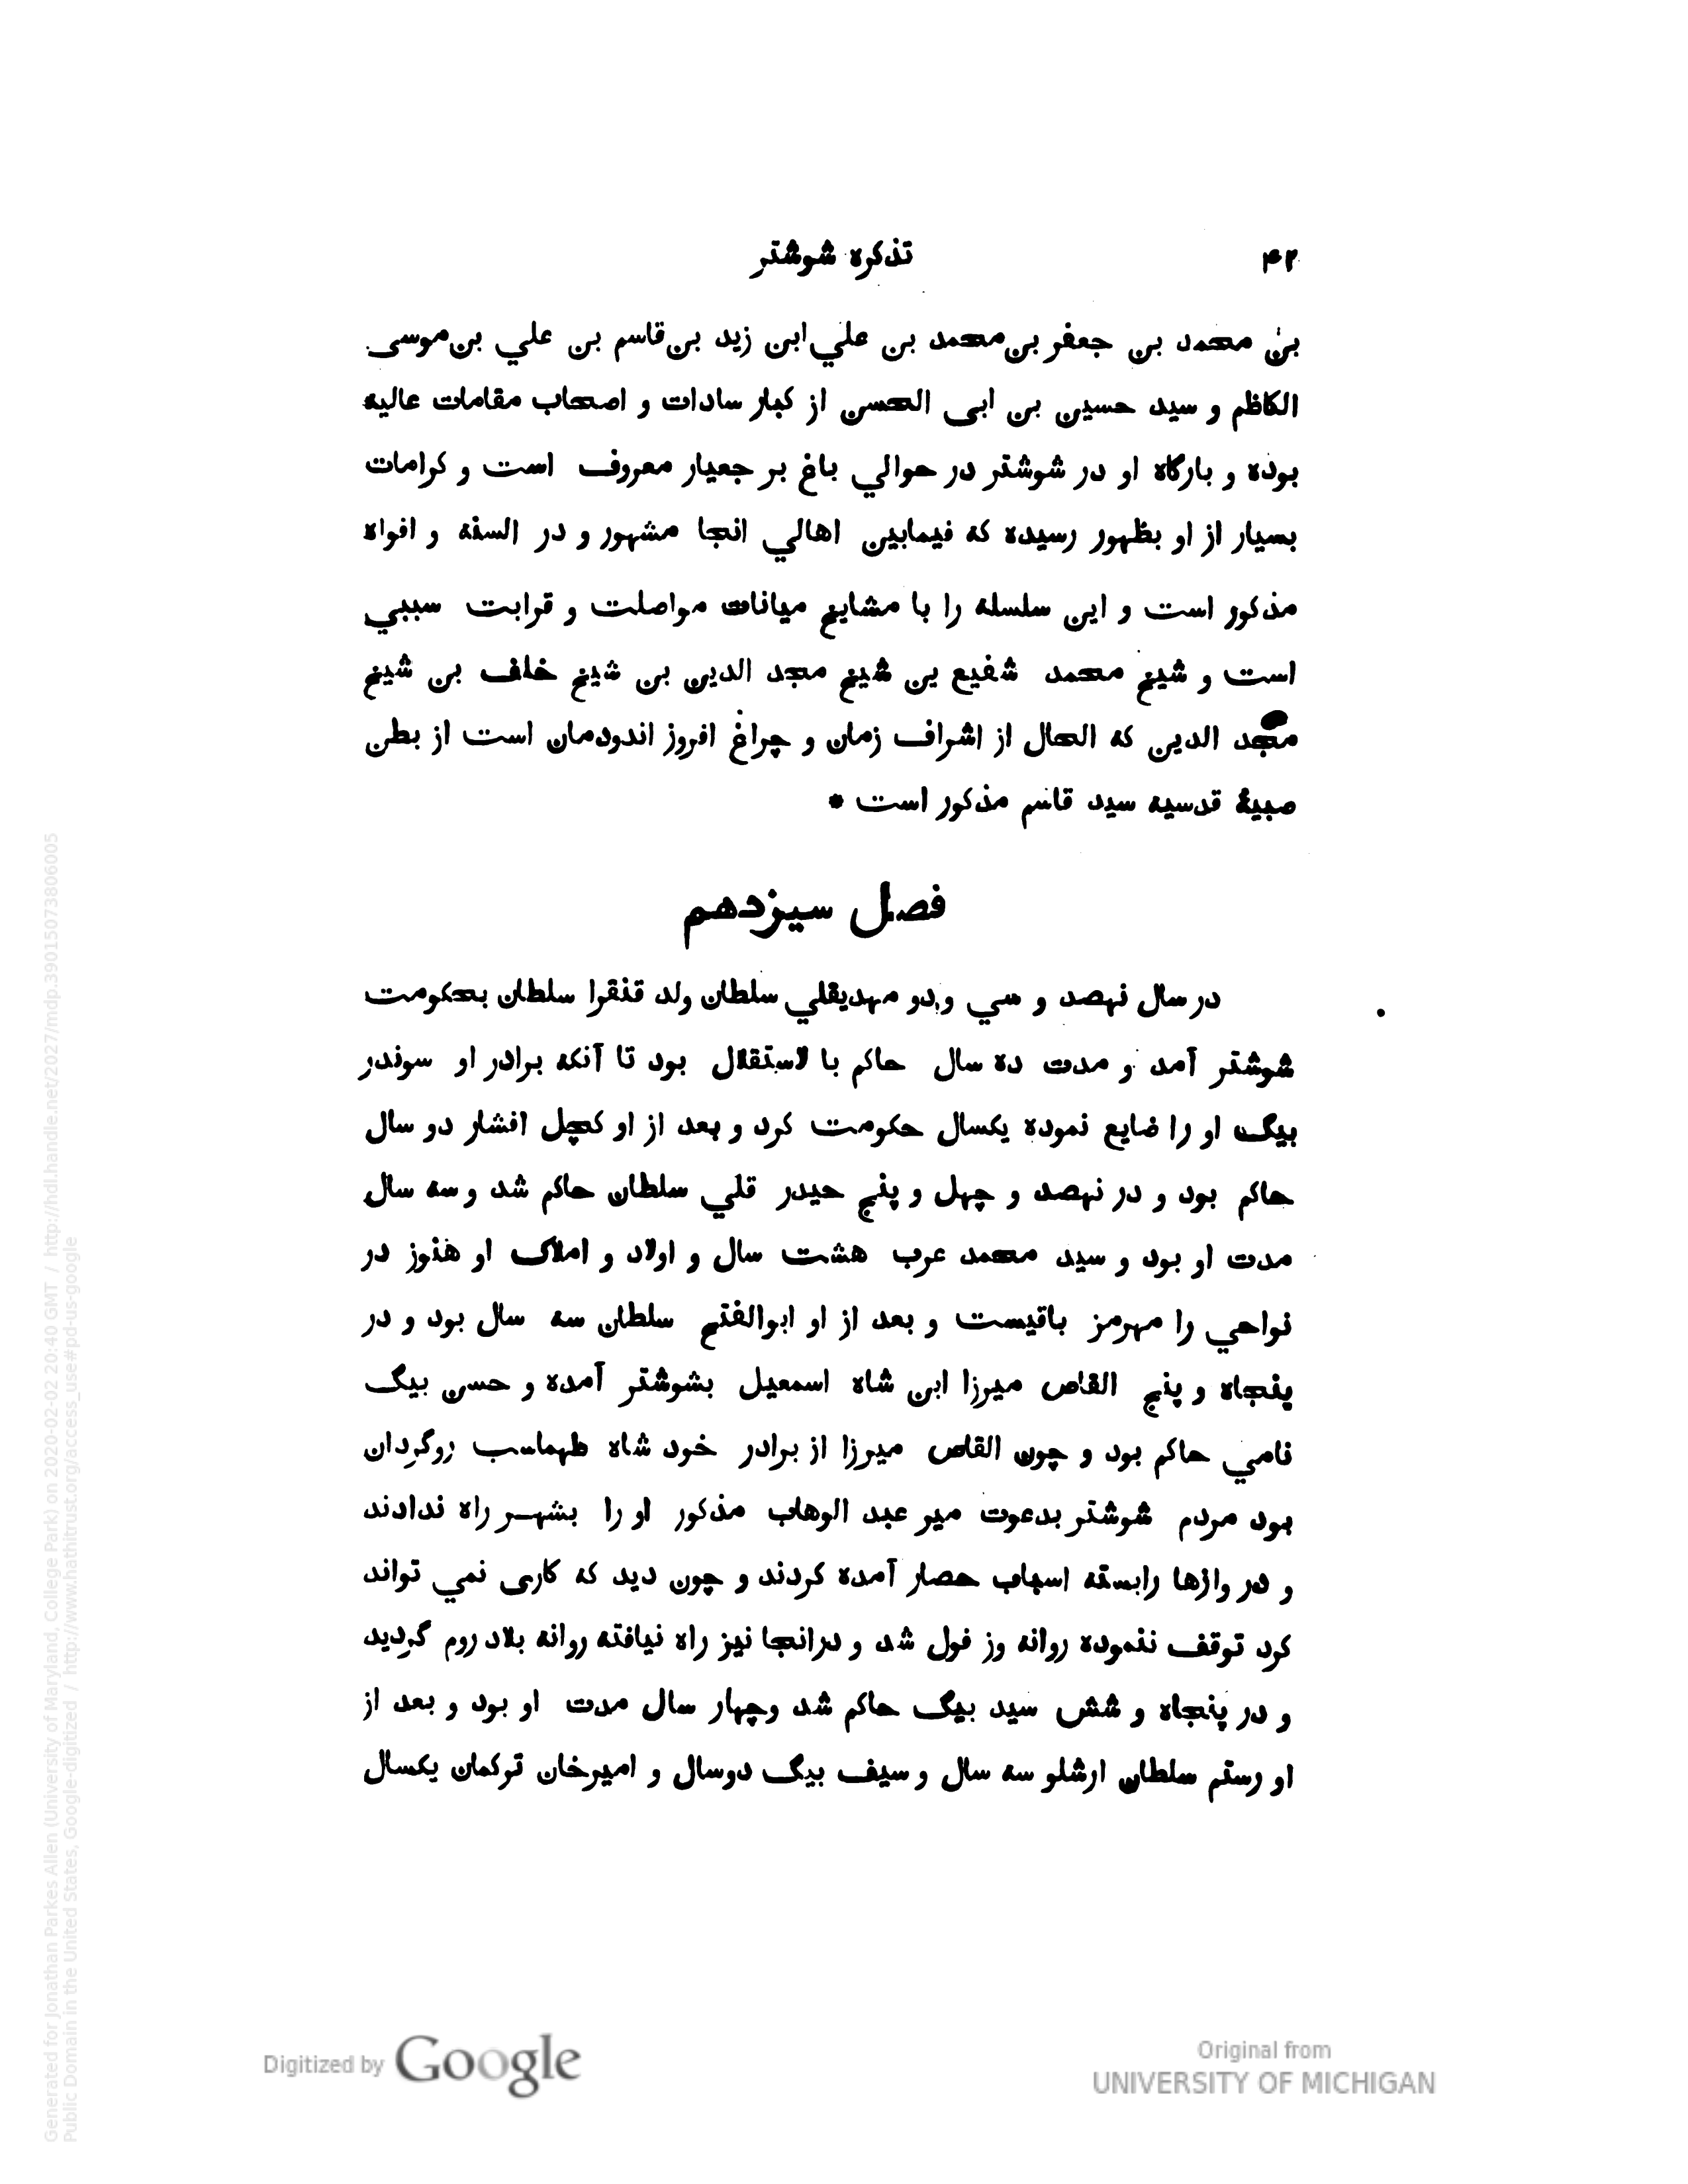 ۴۲ تذکره شوشتر
بن محمد بن جعفر بن محمد بن علي ابن زید بن قاسم بن علي بن موسی
الکاظم و سید حسین بن ابی الحسن از کبار سادات و اصحاب مقامات عالیه
بوده و بارگاه او در شوشتر در حوالي باغ بر جعیار معروف است و کرامات
بسیار از او بظهور رسیده که فیمابین اهالي انجا مشهور و در السنه و افواه
مذکور است و این سلسله را با مشایخ میانات مواصلت و قرابت سببي
است و شیخ محمد شفیع بن شیخ مجد الدین بن شیخ خلف بن شیخ
مجد الدین که الحال از اشراف زمان و چراغ افروز اندودمان است از بطن
صبیهٔ قدسیه سید قاسم مذکور است *
فصل سیزدهم
در سال نهصد و سي و دو مهدیقلي سلطان ولد قنقرا سلطان بحکومت
شوشتر آمد و مدت ده سال حاکم با لاستقلال بود تا آنکه برادر او سوندر
بیگ او را ضایع نموده یکسال حکومت کرد و بعد از او کچل افشار دو سال
حاکم بود و در نهصد و چهل و پنج حیدر قلي سلطان حاکم شد و سه سال
مدت او بود و سید محمد عرب هشت سال و اولاد و املاک او هنوز در
نواحي را مهرمز باقیست و بعد از او ابوالفتح سلطان سه سال بود و در
پنجاه و پنج القاص میرزا ابن شاه اسمعیل بشوشتر آمده و حسن بیگ
نامي حاکم بود و چون القاص میرزا از برادر خود شاه طهماسب روگردان
بود مردم شوشتر بدعوت میر عبد الوهاب مذکور او را بشهر راه ندادند
و در وازها رابسته اسباب حصار آمده کردند و چون دید که کاری نمي تواند
کرد توقف ننموده روانه وز فول شد و درانجا نیز راه نیافته روانه بلاد روم گردید
و در پنجاه و شش سید بیگ حاکم شد وچهار سال مدت او بود و بعد از
او رستم سلطان ارشلو سه سال و سیف بیگ دوسال و امیرخان ترکمان یکسال
Generated for Jonathan Parkes Allen (University of Maryland, College Park) on 2020-02-02 20:40 GMT / http://hdl.handle.net/2027/mdp.39015073806005
Public Domain in the United States, Google-digitized / http://www.hathitrust.org/access_use#pd-us-google
Digitized by Google
Original from
UNIVERSITY OF MICHIGAN